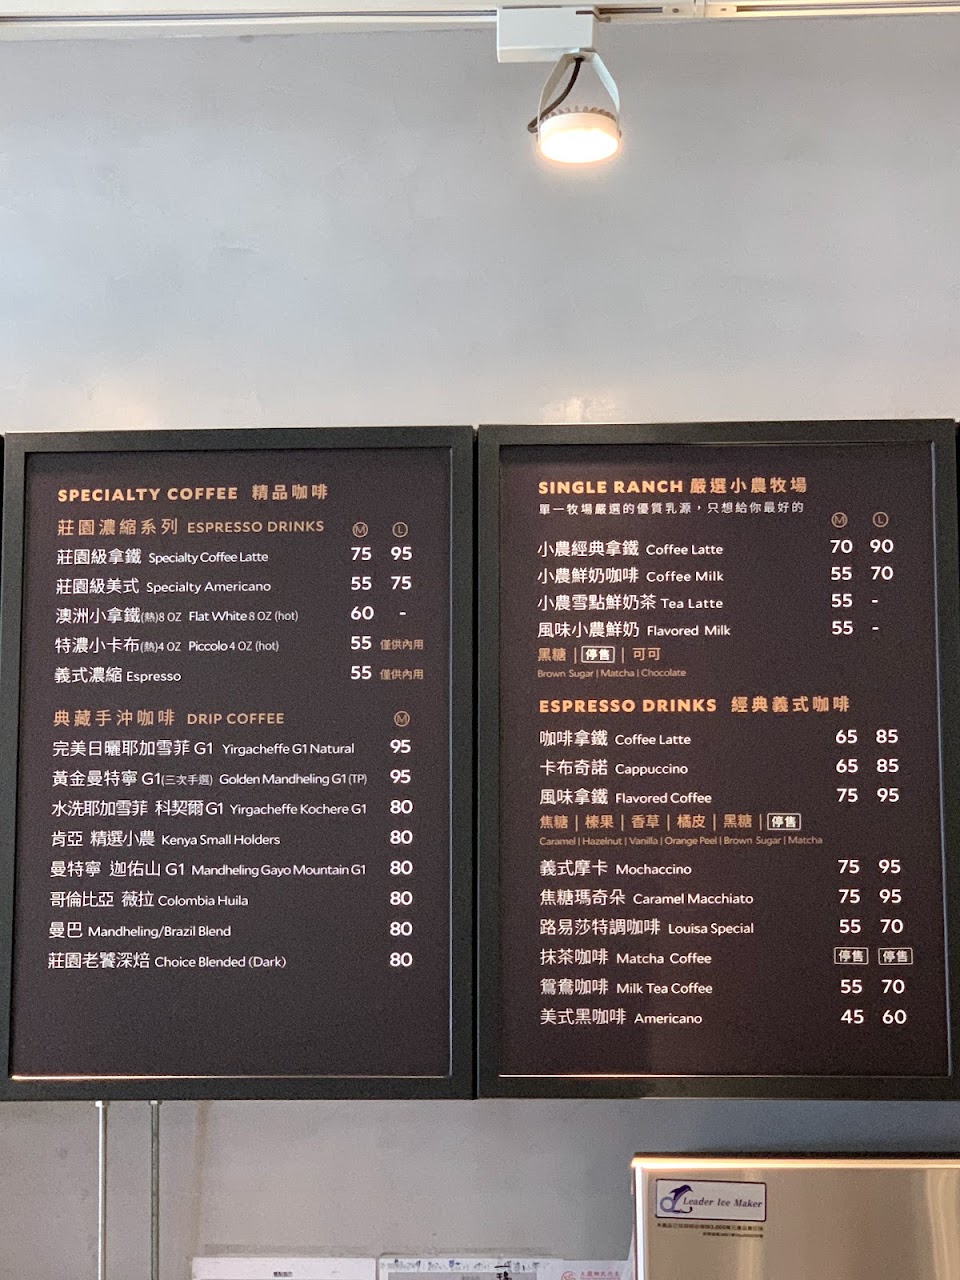 SPECIALTY COFFEE 精品咖啡
莊園濃縮系列 ESPRESSO DRINKS M L
莊園級拿鐵 Specialty Coffee Latte 75 95
莊園級美式 Specialty Americano 55 75
澳洲小拿鐵(熱)8 OZ Flat White 8 OZ (hot) 60 -
特濃小卡布(熱)4 OZ Piccolo 4 OZ (hot) 55 僅供內用
義式濃縮 Espresso 55 僅供內用
典藏手沖咖啡 DRIP COFFEE M
完美日曬耶加雪菲 G1 Yirgacheffe G1 Natural 95
黃金曼特寧 G1(三次手選) Golden Mandheling G1 (TP) 95
水洗耶加雪菲 科契爾 G1 Yirgacheffe Kochere G1 80
肯亞 精選小農 Kenya Small Holders 80
曼特寧 迦佑山 G1 Mandheling Gayo Mountain G1 80
哥倫比亞 薇拉 Colombia Huila 80
曼巴 Mandheling/Brazil Blend 80
莊園老饕深焙 Choice Blended (Dark) 80
SINGLE RANCH 嚴選小農牧場
單一牧場嚴選的優質乳源，只想給你最好的
M L
小農經典拿鐵 Coffee Latte 70 90
小農鮮奶咖啡 Coffee Milk 55 70
小農雪點鮮奶茶 Tea Latte 55 -
風味小農鮮奶 Flavored Milk 55 -
黑糖 | 停售 | 可可
Brown Sugar | Matcha | Chocolate
ESPRESSO DRINKS 經典義式咖啡
咖啡拿鐵 Coffee Latte 65 85
卡布奇諾 Cappuccino 65 85
風味拿鐵 Flavored Coffee 75 95
焦糖 | 榛果 | 香草 | 橘皮 | 黑糖 | 停售
Caramel | Hazelnut | Vanilla | Orange Peel | Brown Sugar | Matcha
義式摩卡 Mochaccino 75 95
焦糖瑪奇朵 Caramel Macchiato 75 95
路易莎特調咖啡 Louisa Special 55 70
抹茶咖啡 Matcha Coffee 停售 停售
鴛鴦咖啡 Milk Tea Coffee 55 70
美式黑咖啡 Americano 45 60
Leader Ice Maker